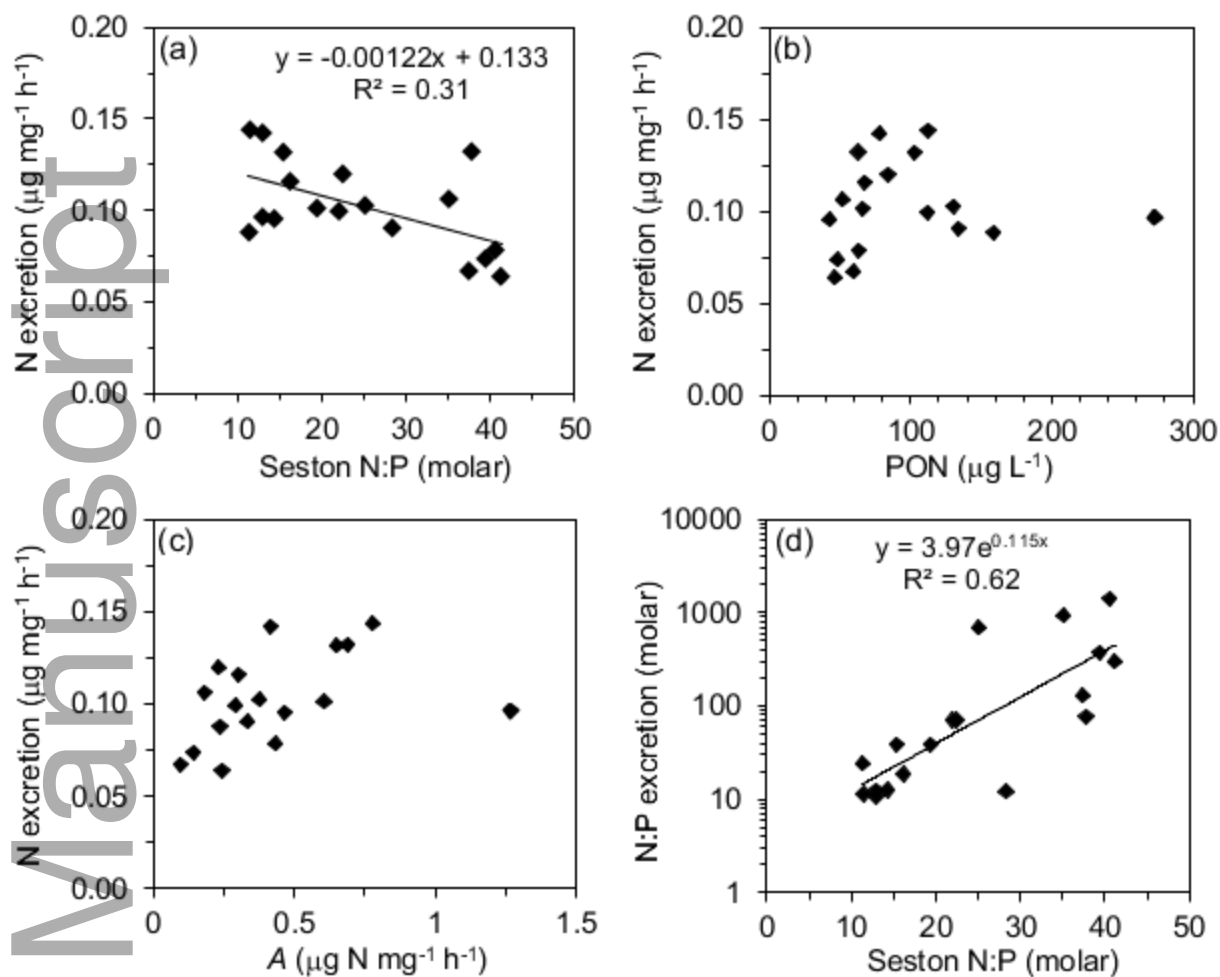 Manuscript
(a)
y = -0.00122x + 0.133
R² = 0.31
N excretion (µg mg⁻¹ h⁻¹)
0.20
0.15
0.10
0.05
0.00
0 10 20 30 40 50
Seston N:P (molar)
(b)
N excretion (µg mg⁻¹ h⁻¹)
0.20
0.15
0.10
0.05
0.00
0 100 200 300
PON (µg L⁻¹)
(c)
N excretion (µg mg⁻¹ h⁻¹)
0.20
0.15
0.10
0.05
0.00
0 0.5 1 1.5
A (µg N mg⁻¹ h⁻¹)
(d)
y = 3.97e⁰·¹¹⁵ˣ
R² = 0.62
N:P excretion (molar)
10000
1000
100
10
1
0 10 20 30 40 50
Seston N:P (molar)